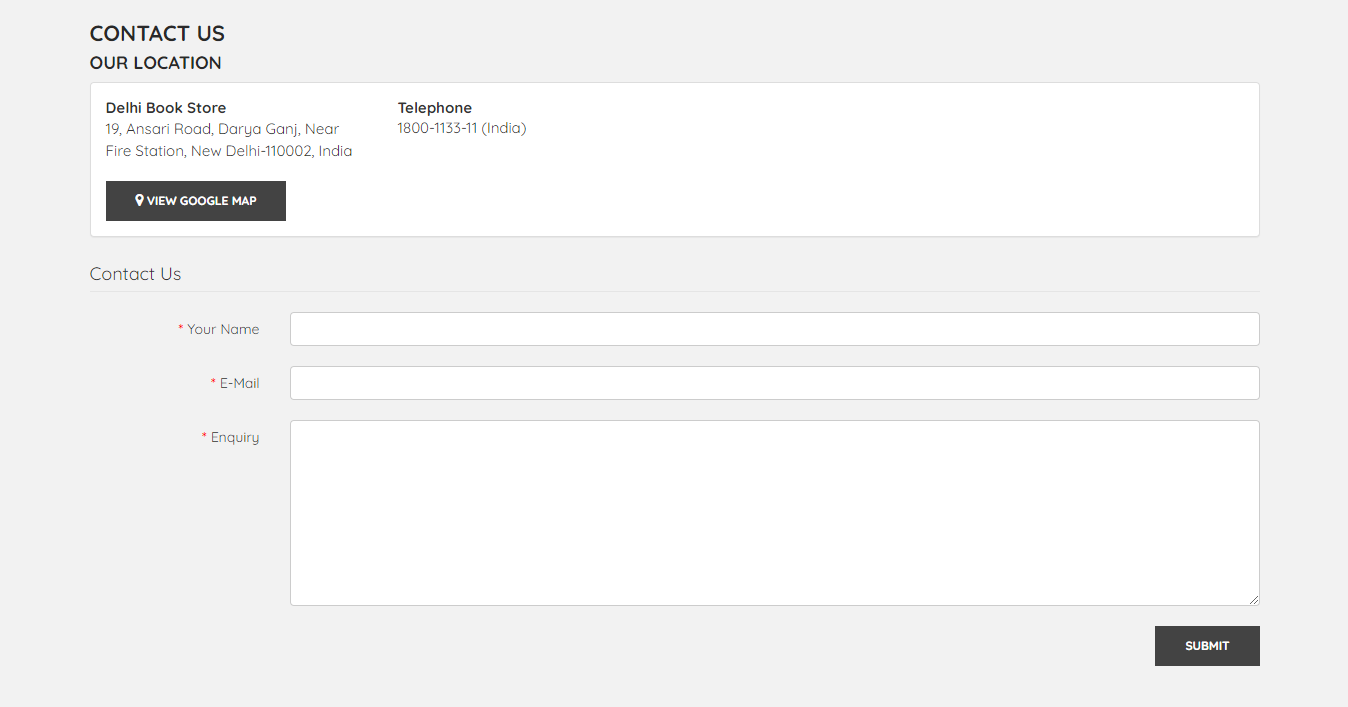 CONTACT US
OUR LOCATION
Delhi Book Store
19, Ansari Road, Darya Ganj, Near
Fire Station, New Delhi-110002, India
Telephone
1800-1133-11 (India)
VIEW GOOGLE MAP
Contact Us
* Your Name
* E-Mail
* Enquiry
SUBMIT